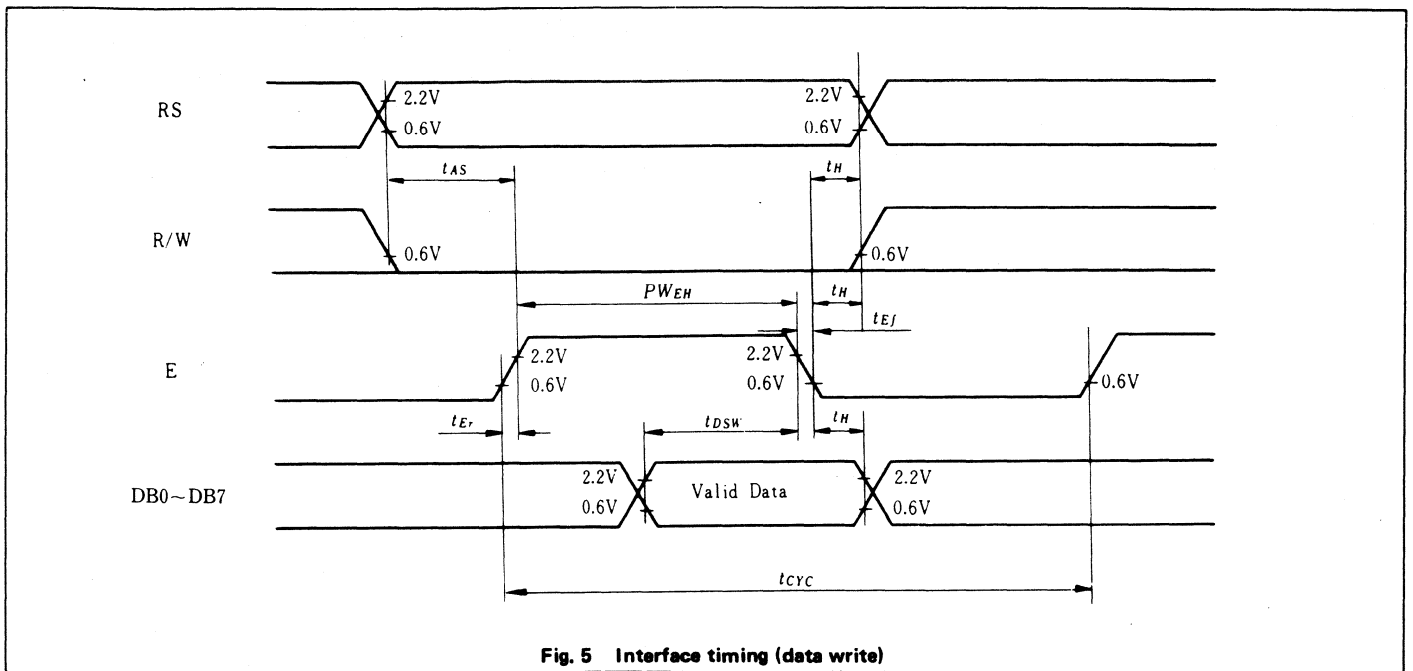 RS
2.2V
0.6V
2.2V
0.6V
tAS
tH
R/W
0.6V
0.6V
PWEH
tH
tEf
E
2.2V
0.6V
2.2V
0.6V
0.6V
tEr
tDSW
tH
DB0~DB7
2.2V
0.6V
Valid Data
2.2V
0.6V
tCYC
Fig. 5 Interface timing (data write)